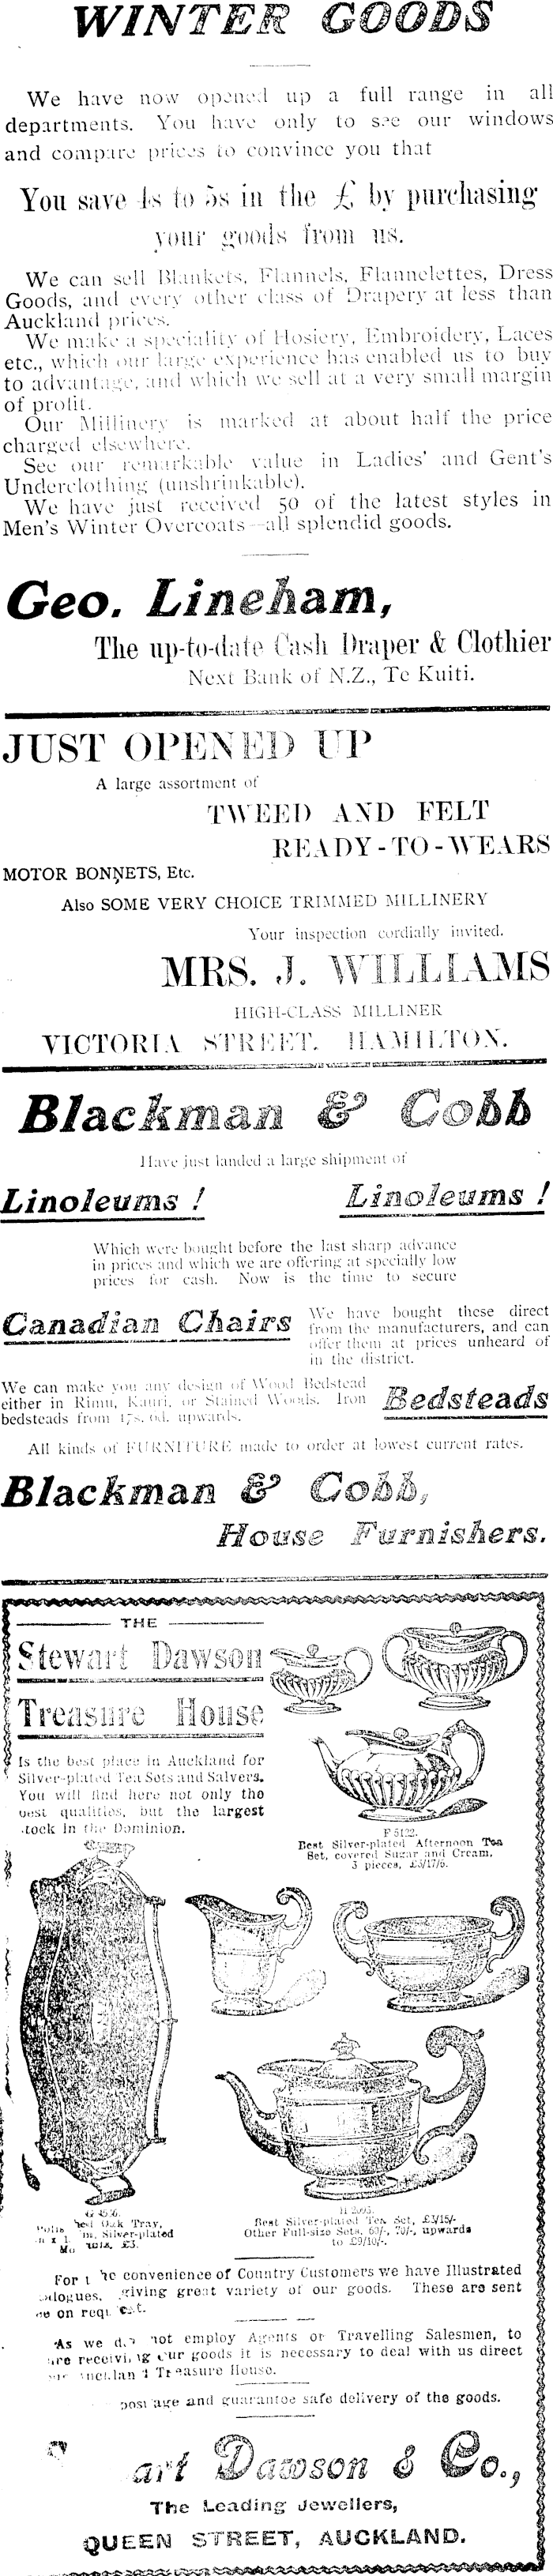 WINTER GOODS
We have now opened up a full range in all
departments. You have only to see our windows
and compare prices to convince you that
You save 4s to 5s in the £ by purchasing
your goods from us.
We can sell Blankets, Flannels, Flannelettes, Dress
Goods, and every other class of Drapery at less than
Auckland prices.
We make a speciality of Hosiery, Embroidery, Laces
etc., which our large experience has enabled us to buy
to advantage, and which we sell at a very small margin
of profit.
Our Millinery is marked at about half the price
charged elsewhere.
See our remarkable value in Ladies' and Gent's
Underclothing (unshrinkable).
We have just received 50 of the latest styles in
Men's Winter Overcoats—all splendid goods.
Geo. Lineham,
The up-to-date Cash Draper & Clothier
Next Bank of N.Z., Te Kuiti.
JUST OPENED UP
A large assortment of
TWEED AND FELT
READY-TO-WEARS
MOTOR BONNETS, Etc.
Also SOME VERY CHOICE TRIMMED MILLINERY
Your inspection cordially invited.
MRS. J. WILLIAMS
HIGH-CLASS MILLINER
VICTORIA STREET, HAMILTON.
Blackman & Cobb
Have just landed a large shipment of
Linoleums! Linoleums!
Which were bought before the last sharp advance
in prices and which we are offering at specially low
prices for cash. Now is the time to secure
Canadian Chairs
We have bought these direct
from the manufacturers, and can
offer them at prices unheard of
in the district.
We can make you any design of Wood Bedstead
either in Rimu, Kauri, or Stained Woods. Iron
bedsteads from 17s. 6d. upwards.
Bedsteads
All kinds of FURNITURE made to order at lowest current rates.
Blackman & Cobb,
House Furnishers.
THE
Stewart Dawson
Treasure House
Is the best place in Auckland for
Silver-plated Tea Sets and Salvers.
You will find here not only the
best qualities, but the largest
stock in the Dominion.
F 5122.
Best Silver-plated Afternoon Tea
Set, covered Sugar and Cream,
3 pieces, £3/17/6.
Oak Tray,
Silver-plated
£3.
Best Silver-plated Tea Set, £3/15/-
Other Full-size Sets, 60/-, 70/-, upwards
to £9/10/-.
For the convenience of Country Customers we have Illustrated
giving great variety of our goods. These are sent
on request.
As we do not employ Agents or Travelling Salesmen, to
receiving our goods it is necessary to deal with us direct
Auckland Treasure House.
postage and guarantee safe delivery of the goods.
art Dawson & Co.,
The Leading Jewellers,
QUEEN STREET, AUCKLAND.